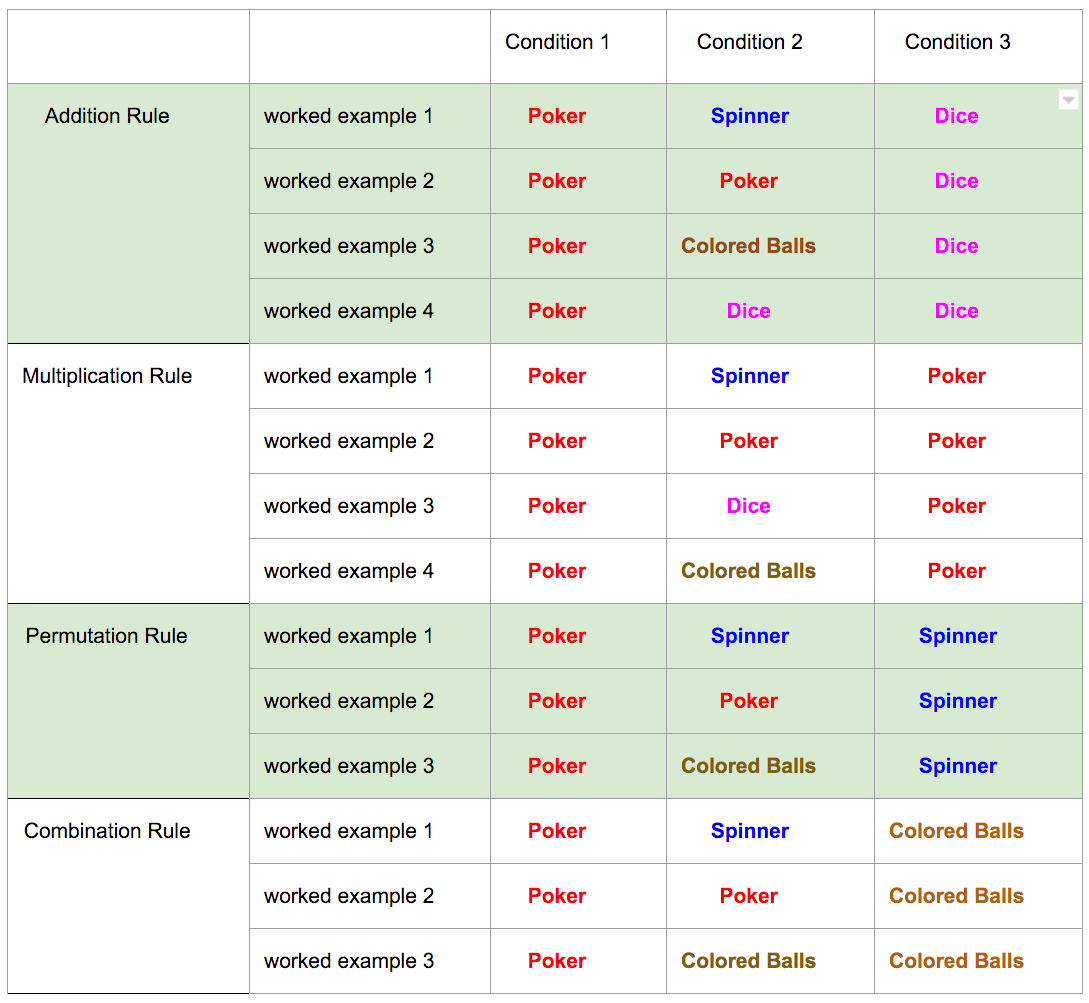 Condition 1 Condition 2 Condition 3
Addition Rule worked example 1 Poker Spinner Dice
worked example 2 Poker Poker Dice
worked example 3 Poker Colored Balls Dice
worked example 4 Poker Dice Dice
Multiplication Rule worked example 1 Poker Spinner Poker
worked example 2 Poker Poker Poker
worked example 3 Poker Dice Poker
worked example 4 Poker Colored Balls Poker
Permutation Rule worked example 1 Poker Spinner Spinner
worked example 2 Poker Poker Spinner
worked example 3 Poker Colored Balls Spinner
Combination Rule worked example 1 Poker Spinner Colored Balls
worked example 2 Poker Poker Colored Balls
worked example 3 Poker Colored Balls Colored Balls